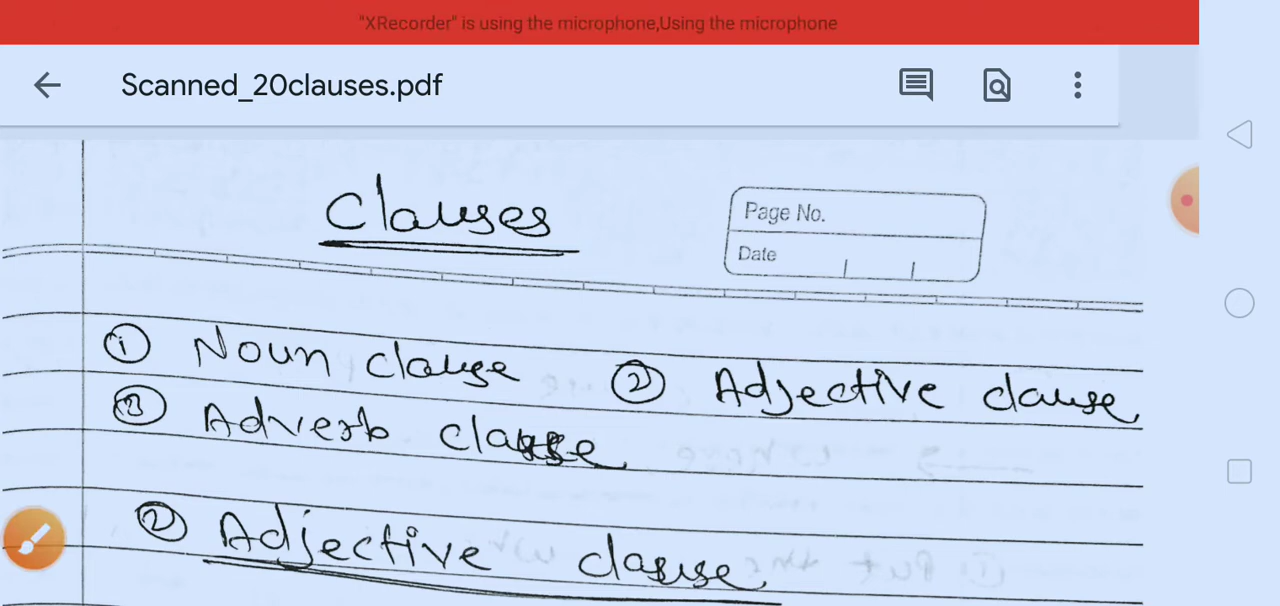 "XRecorder" is using the microphone,Using the microphone
Scanned_20clauses.pdf
Clauses
Page No.
Date
① Noun clause ② Adjective clause
③ Adverb clause
② Adjective clause